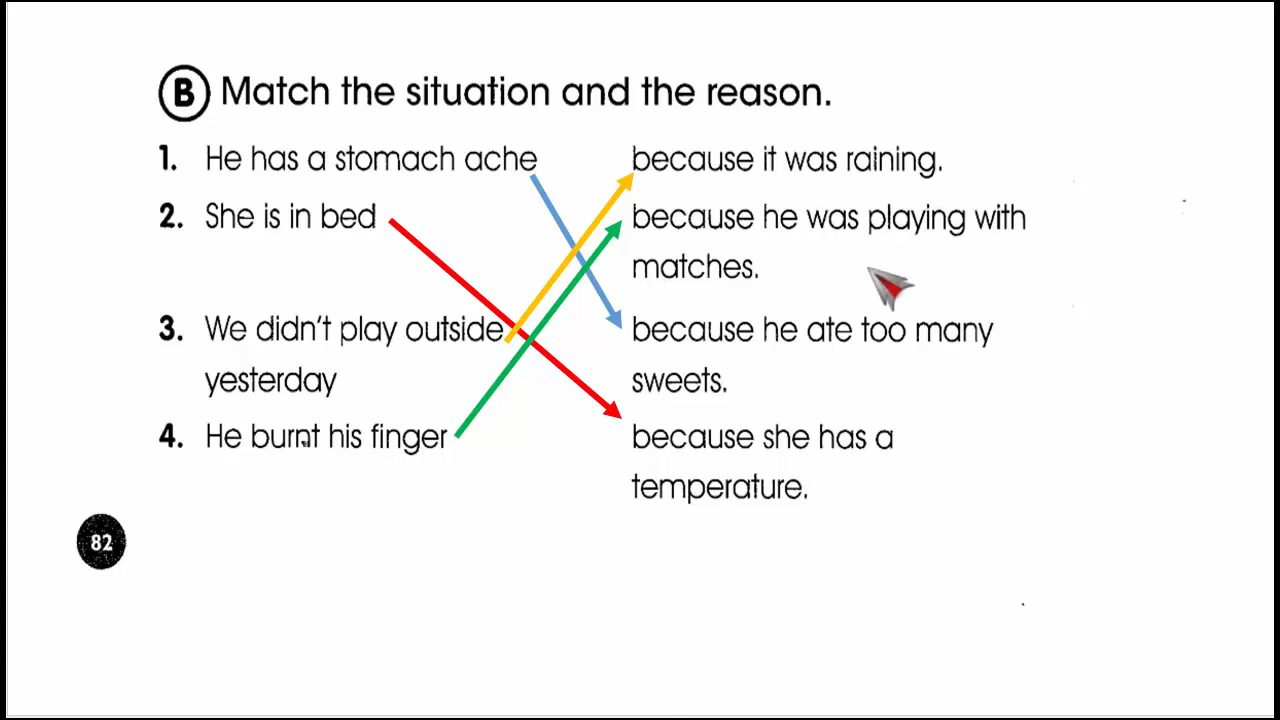 B Match the situation and the reason.
1. He has a stomach ache because it was raining.
2. She is in bed because he was playing with
matches.
3. We didn't play outside because he ate too many
yesterday sweets.
4. He burnt his finger because she has a
temperature.
82